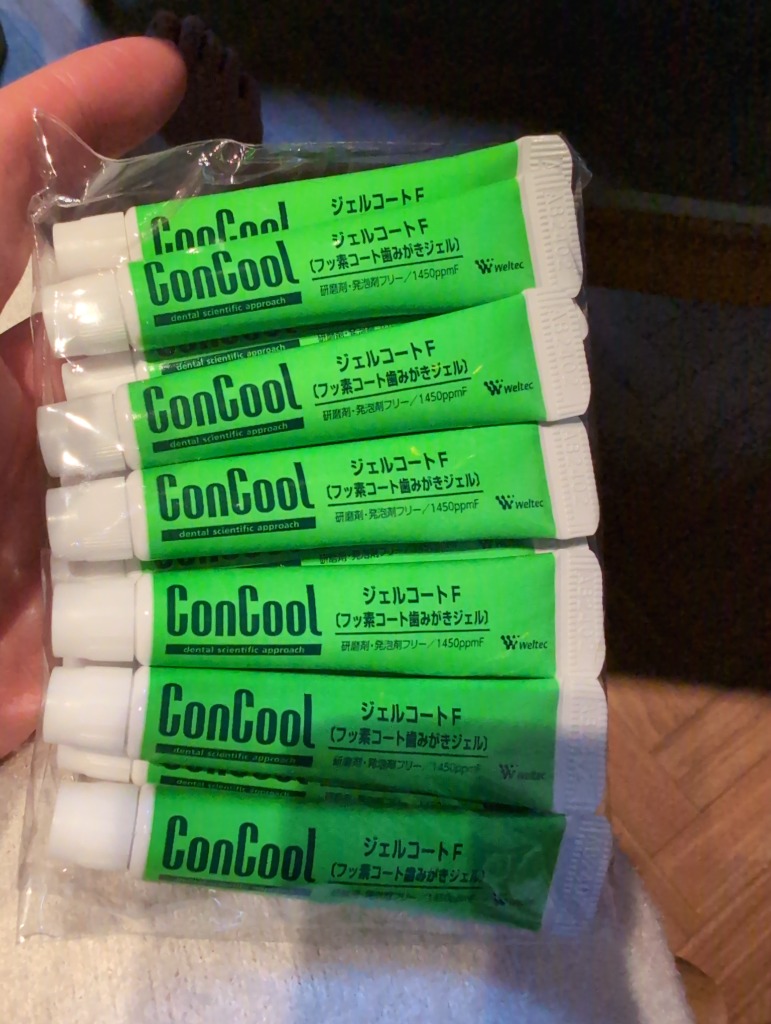 ConCool
ジェルコートF
ConCool
dental scientific approach
ジェルコートF
(フッ素コート歯みがきジェル)
研磨剤・発泡剤フリー/1450ppmF
Weltec
dental scientific approach
ConCool
dental scientific approach
ジェルコートF
(フッ素コート歯みがきジェル)
研磨剤・発泡剤フリー/1450ppmF
Weltec
ConCool
dental scientific approach
ジェルコートF
(フッ素コート歯みがきジェル)
研磨剤・発泡剤フリー/1450ppmF
Weltec
ConCool
dental scientific approach
ジェルコートF
(フッ素コート歯みがきジェル)
研磨剤・発泡剤フリー/1450ppmF
Weltec
ConCool
dental scientific approach
ジェルコートF
(フッ素コート歯みがきジェル)
研磨剤・発泡剤フリー/1450ppmF
Weltec
dental scientific approach
ConCool
ジェルコートF
(フッ素コート歯みがきジェル)